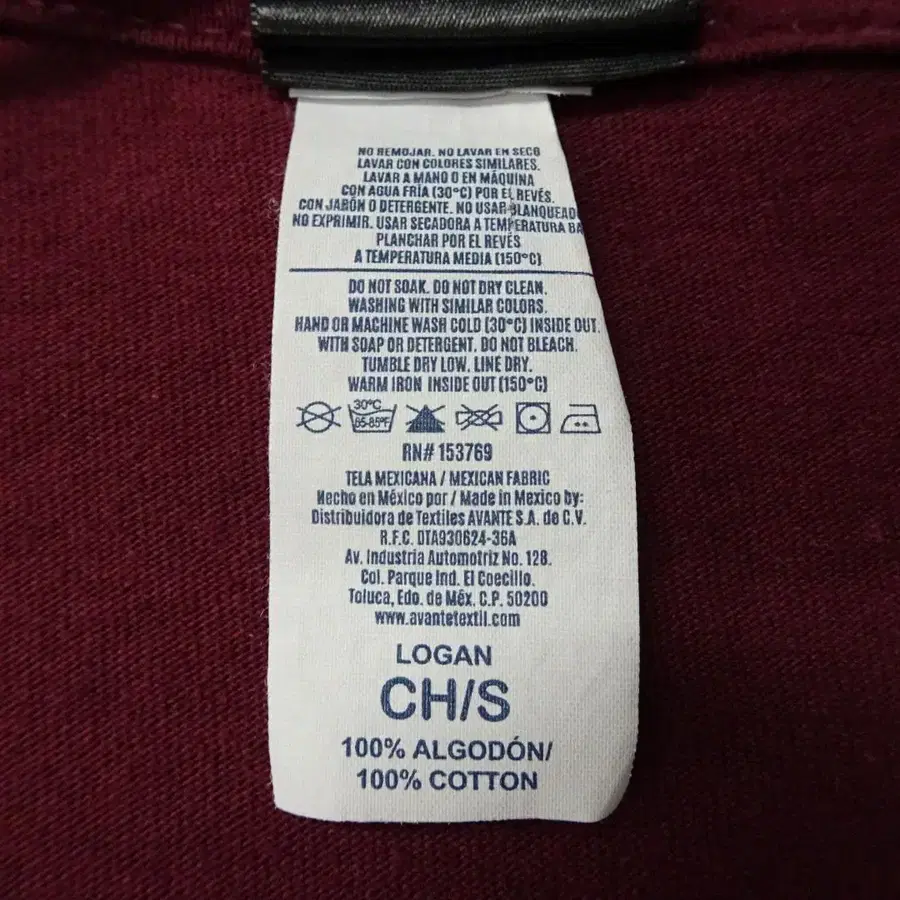 NO REMOJAR. NO LAVAR EN SECO
LAVAR CON COLORES SIMILARES.
LAVAR A MANO O EN MÁQUINA
CON AGUA FRÍA (30°C) POR EL REVÉS.
CON JABÓN O DETERGENTE. NO USAR BLANQUEAD
NO EXPRIMIR. USAR SECADORA A TEMPERATURA BA
PLANCHAR POR EL REVÉS
A TEMPERATURA MEDIA (150°C)
DO NOT SOAK. DO NOT DRY CLEAN.
WASHING WITH SIMILAR COLORS.
HAND OR MACHINE WASH COLD (30°C) INSIDE OUT.
WITH SOAP OR DETERGENT. DO NOT BLEACH.
TUMBLE DRY LOW. LINE DRY.
WARM IRON INSIDE OUT (150°C)
30°C
65-85°F
RN# 153769
TELA MEXICANA / MEXICAN FABRIC
Hecho en México por / Made in Mexico by:
Distribuidora de Textiles AVANTE S.A. de C.V.
R.F.C. DTA930624-36A
Av. Industria Automotriz No. 128.
Col. Parque Ind. El Coecillo.
Toluca, Edo. de Méx. C.P. 50200
www.avantetextil.com
LOGAN
CH/S
100% ALGODÓN/
100% COTTON